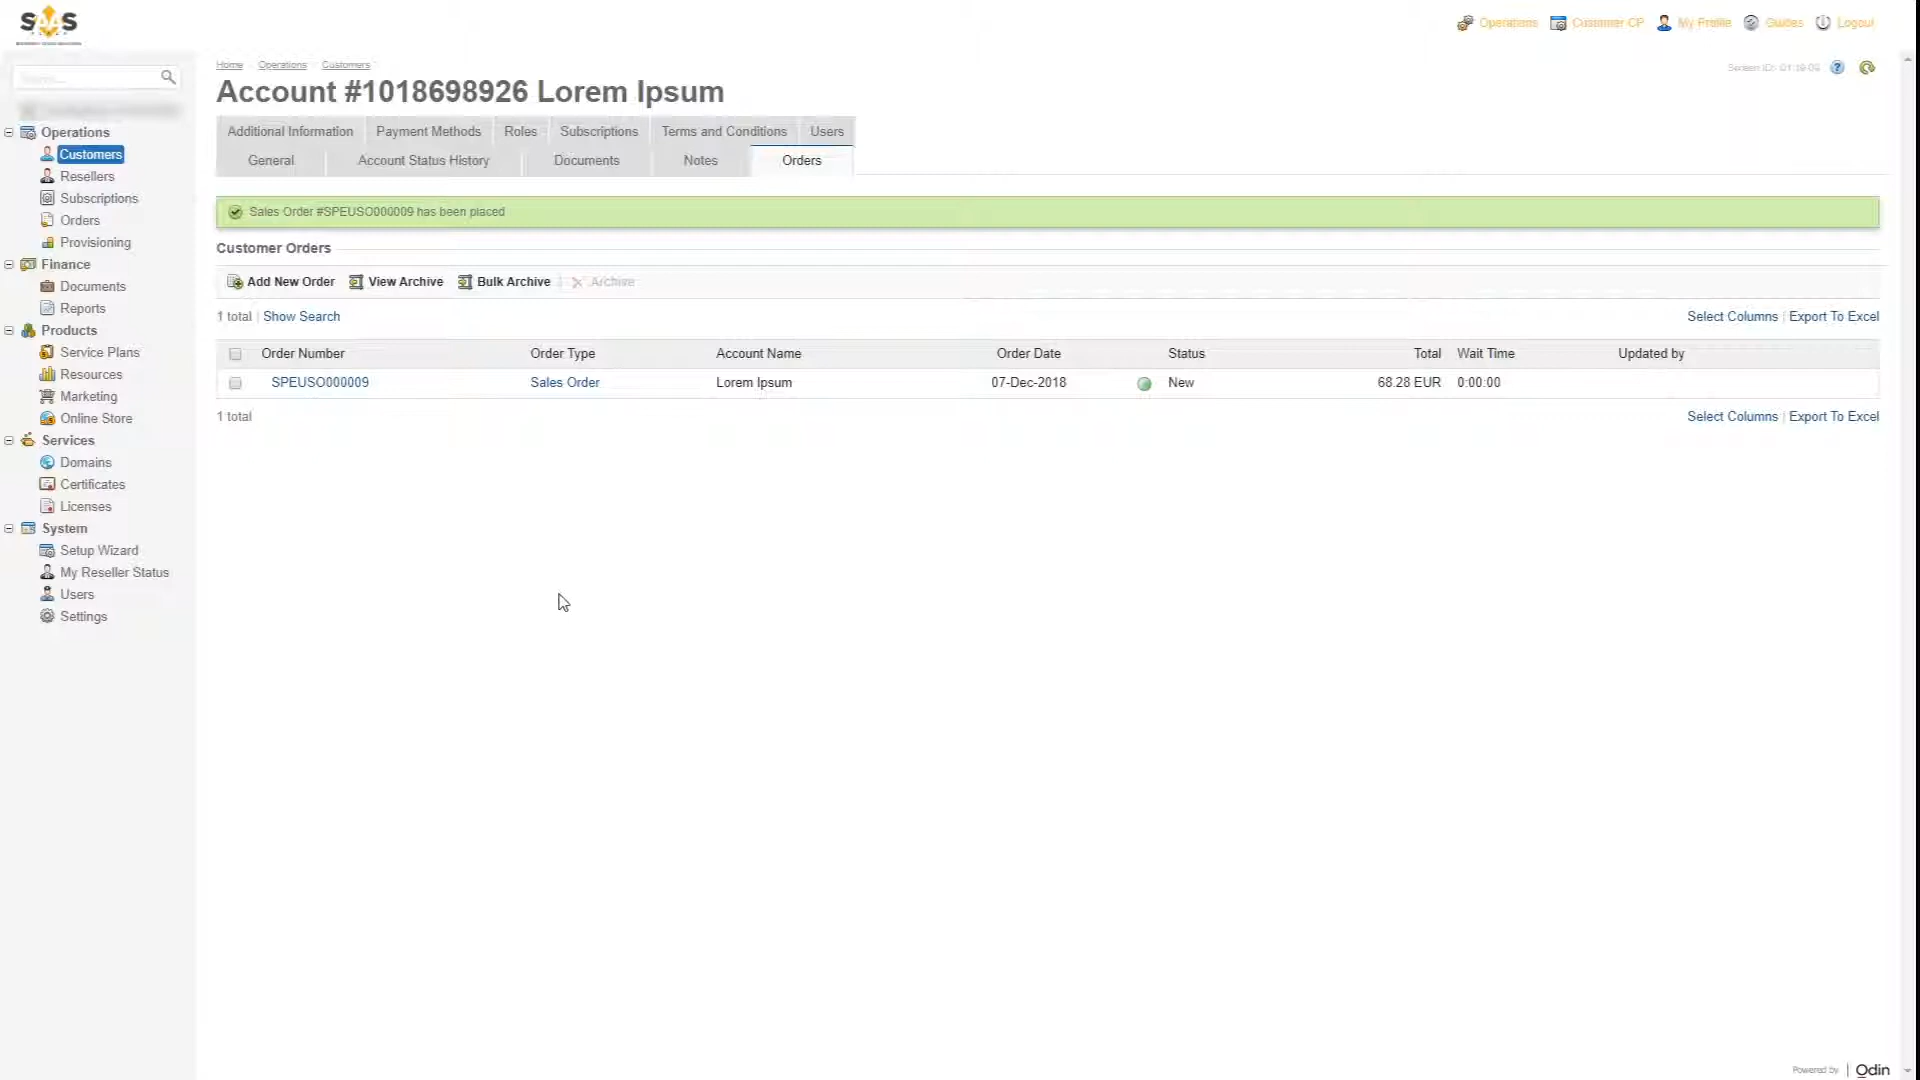 SAAS
Operations Customer CP My Profile Guides Logout
Home Operations Customers
Account #1018698926 Lorem Ipsum
Additional Information Payment Methods Roles Subscriptions Terms and Conditions Users
General Account Status History Documents Notes Orders
Operations
Customers
Resellers
Subscriptions
Orders
Provisioning
Finance
Documents
Reports
Products
Service Plans
Resources
Marketing
Online Store
Services
Domains
Certificates
Licenses
System
Setup Wizard
My Reseller Status
Users
Settings
Sales Order #SPEUSO000009 has been placed
Customer Orders
Add New Order View Archive Bulk Archive Archive
1 total | Show Search Select Columns | Export To Excel
Order Number Order Type Account Name Order Date Status Total Wait Time Updated by
SPEUSO000009 Sales Order Lorem Ipsum 07-Dec-2018 New 68.28 EUR 0:00:00
1 total Select Columns | Export To Excel
Powered by | Odin